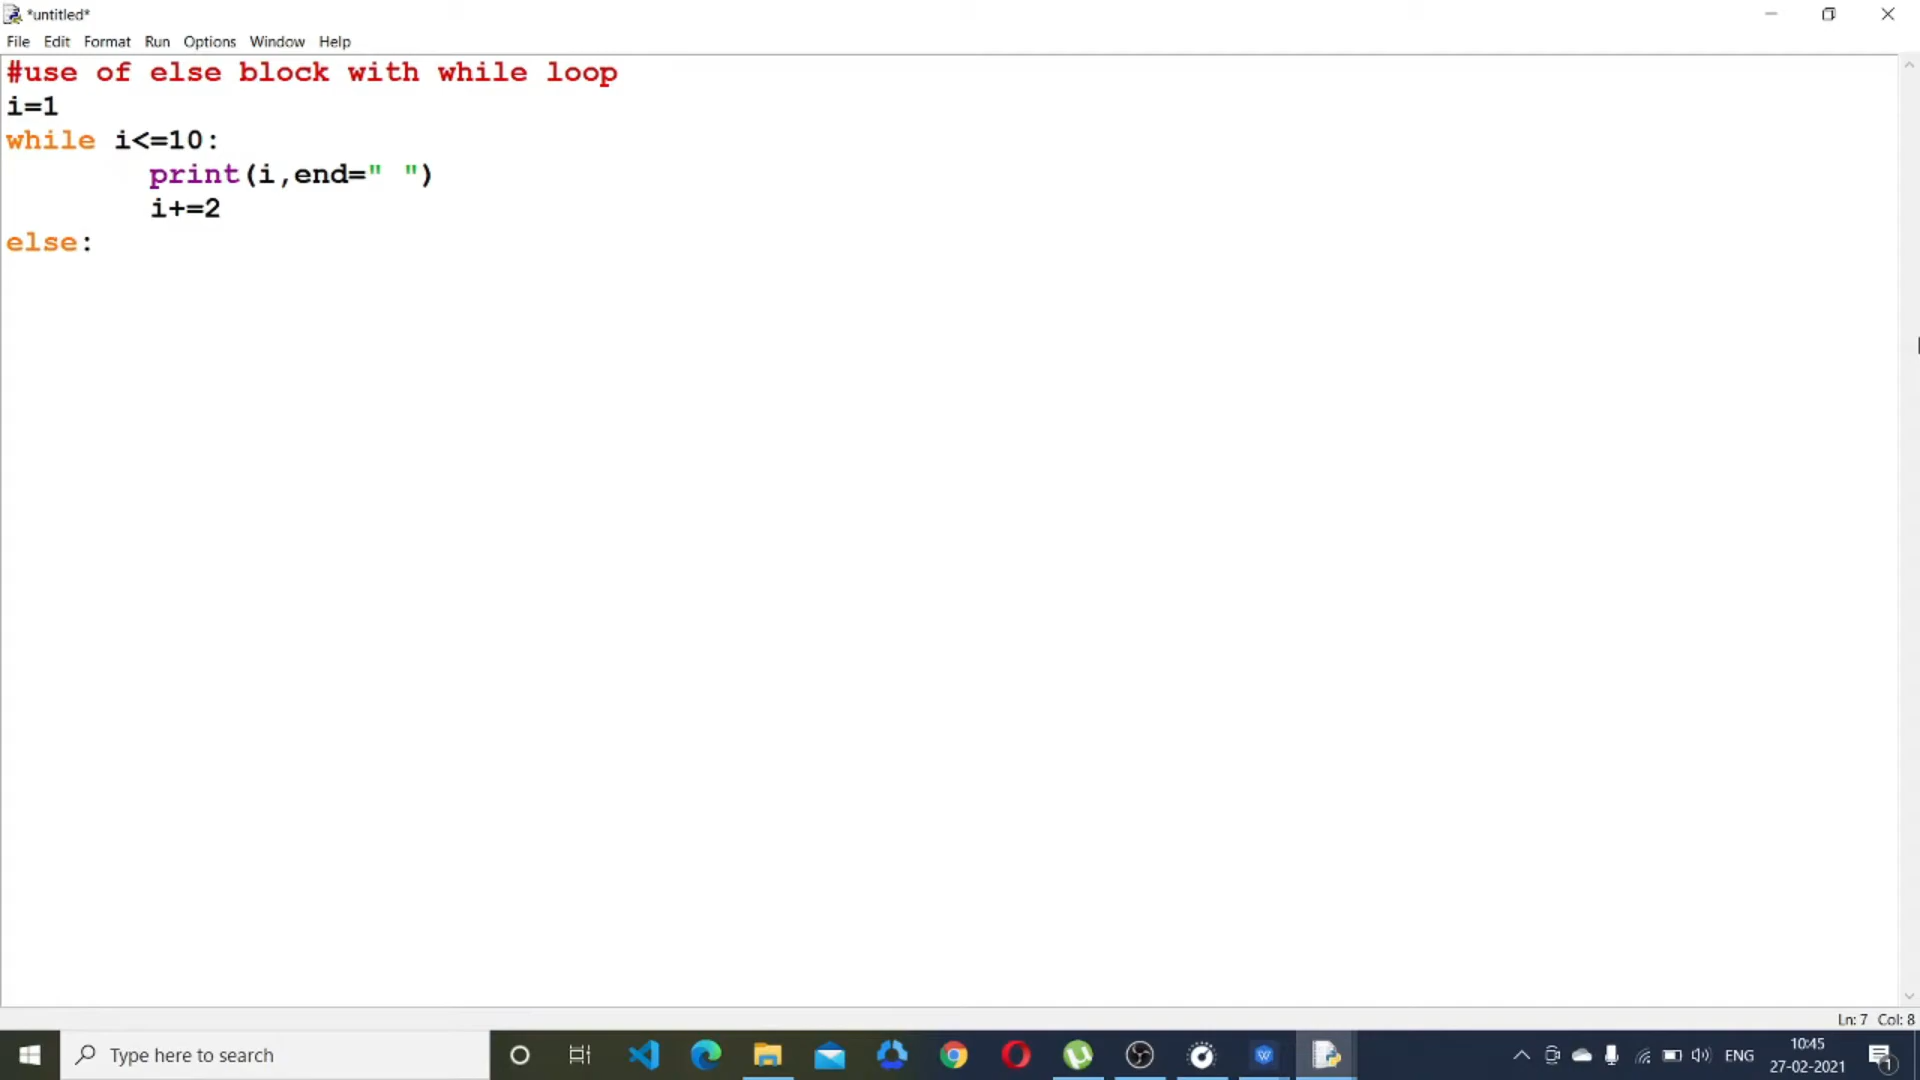 *untitled*
File Edit Format Run Options Window Help
#use of else block with while loop
i=1
while i<=10:
        print(i,end=" ")
        i+=2
else:
Ln: 7 Col: 8
Type here to search
ENG
10:45
27-02-2021
1